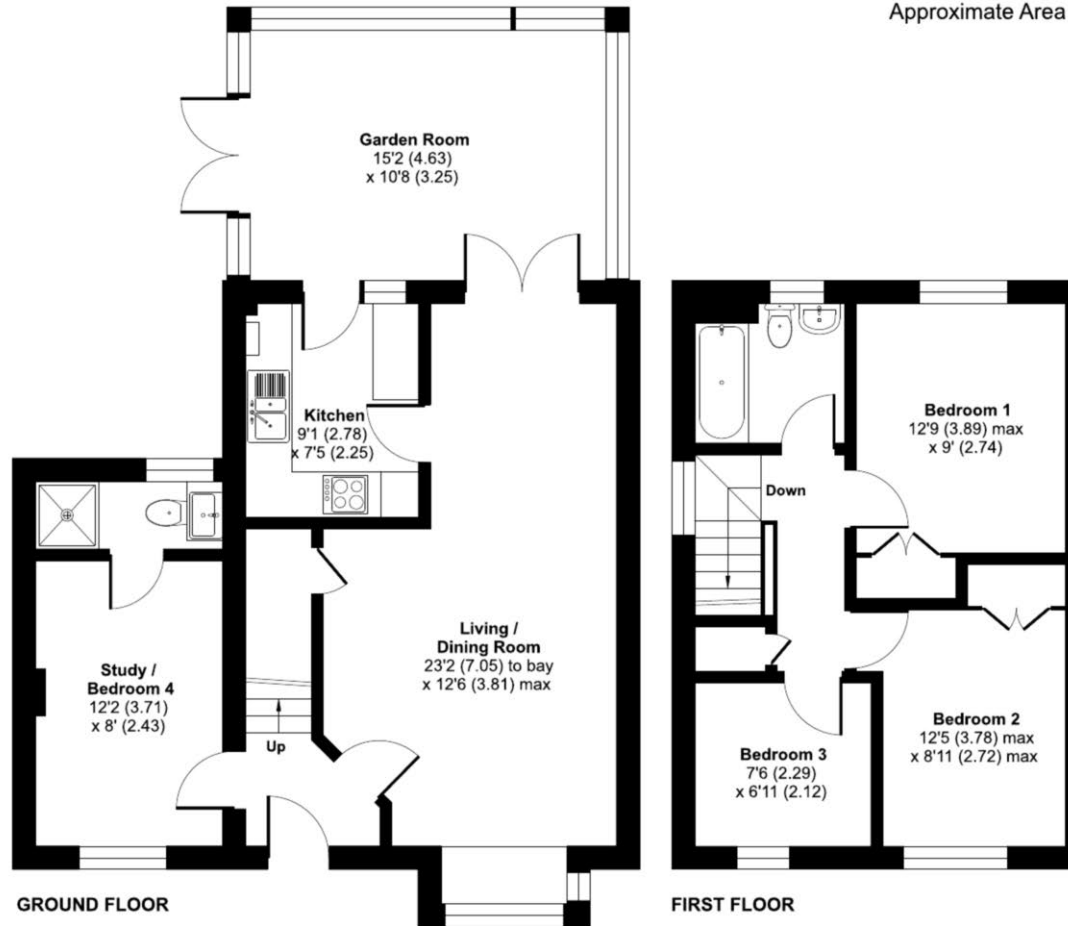 Approximate Area
Garden Room
15'2 (4.63)
x 10'8 (3.25)
Kitchen
9'1 (2.78)
x 7'5 (2.25)
Living /
Dining Room
23'2 (7.05) to bay
x 12'6 (3.81) max
Study /
Bedroom 4
12'2 (3.71)
x 8' (2.43)
Up
GROUND FLOOR
Bedroom 1
12'9 (3.89) max
x 9' (2.74)
Down
Bedroom 2
12'5 (3.78) max
x 8'11 (2.72) max
Bedroom 3
7'6 (2.29)
x 6'11 (2.12)
FIRST FLOOR